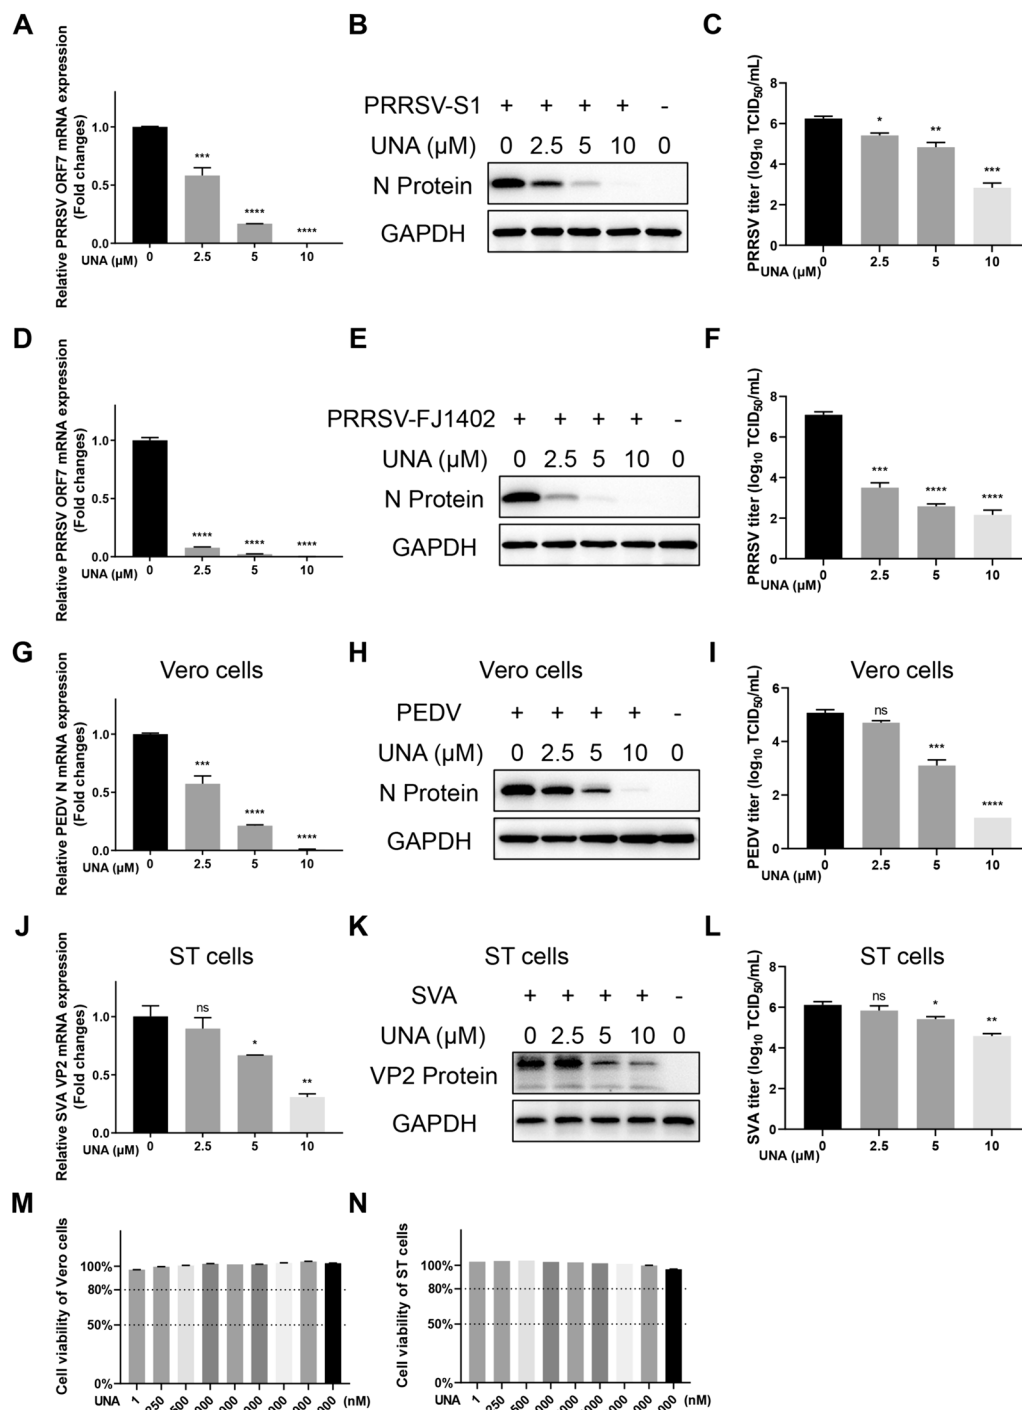 A
Relative PRRSV ORF7 mRNA expression
(Fold changes)
1.0
0.5
0.0
***
****
****
UNA (µM)
0 2.5 5 10
B
PRRSV-S1 + + + + -
UNA (µM) 0 2.5 5 10 0
N Protein
GAPDH
C
PRRSV titer (log10 TCID50/mL)
8
6
4
2
0
*
**
***
0 2.5 5 10
UNA (µM)
D
Relative PRRSV ORF7 mRNA expression
(Fold changes)
1.0
0.5
0.0
****
****
****
UNA (µM)
0 2.5 5 10
E
PRRSV-FJ1402 + + + + -
UNA (µM) 0 2.5 5 10 0
N Protein
GAPDH
F
PRRSV titer (log10 TCID50/mL)
8
6
4
2
0
***
****
****
0 2.5 5 10
UNA (µM)
G
Vero cells
Relative PEDV N mRNA expression
(Fold changes)
1.0
0.5
0.0
***
****
****
UNA (µM)
0 2.5 5 10
H
Vero cells
PEDV + + + + -
UNA (µM) 0 2.5 5 10 0
N Protein
GAPDH
I
Vero cells
PEDV titer (log10 TCID50/mL)
6
4
2
0
ns
***
****
0 2.5 5 10
UNA (µM)
J
ST cells
Relative SVA VP2 mRNA expression
(Fold changes)
1.0
0.5
0.0
ns
*
**
UNA (µM)
0 2.5 5 10
K
ST cells
SVA + + + + -
UNA (µM) 0 2.5 5 10 0
VP2 Protein
GAPDH
L
ST cells
SVA titer (log10 TCID50/mL)
8
6
4
2
0
ns
*
**
0 2.5 5 10
UNA (µM)
M
Cell viability of Vero cells
100%
80%
50%
0%
UNA 1 (nM)
N
Cell viability of ST cells
100%
80%
50%
0%
UNA 1 (nM)